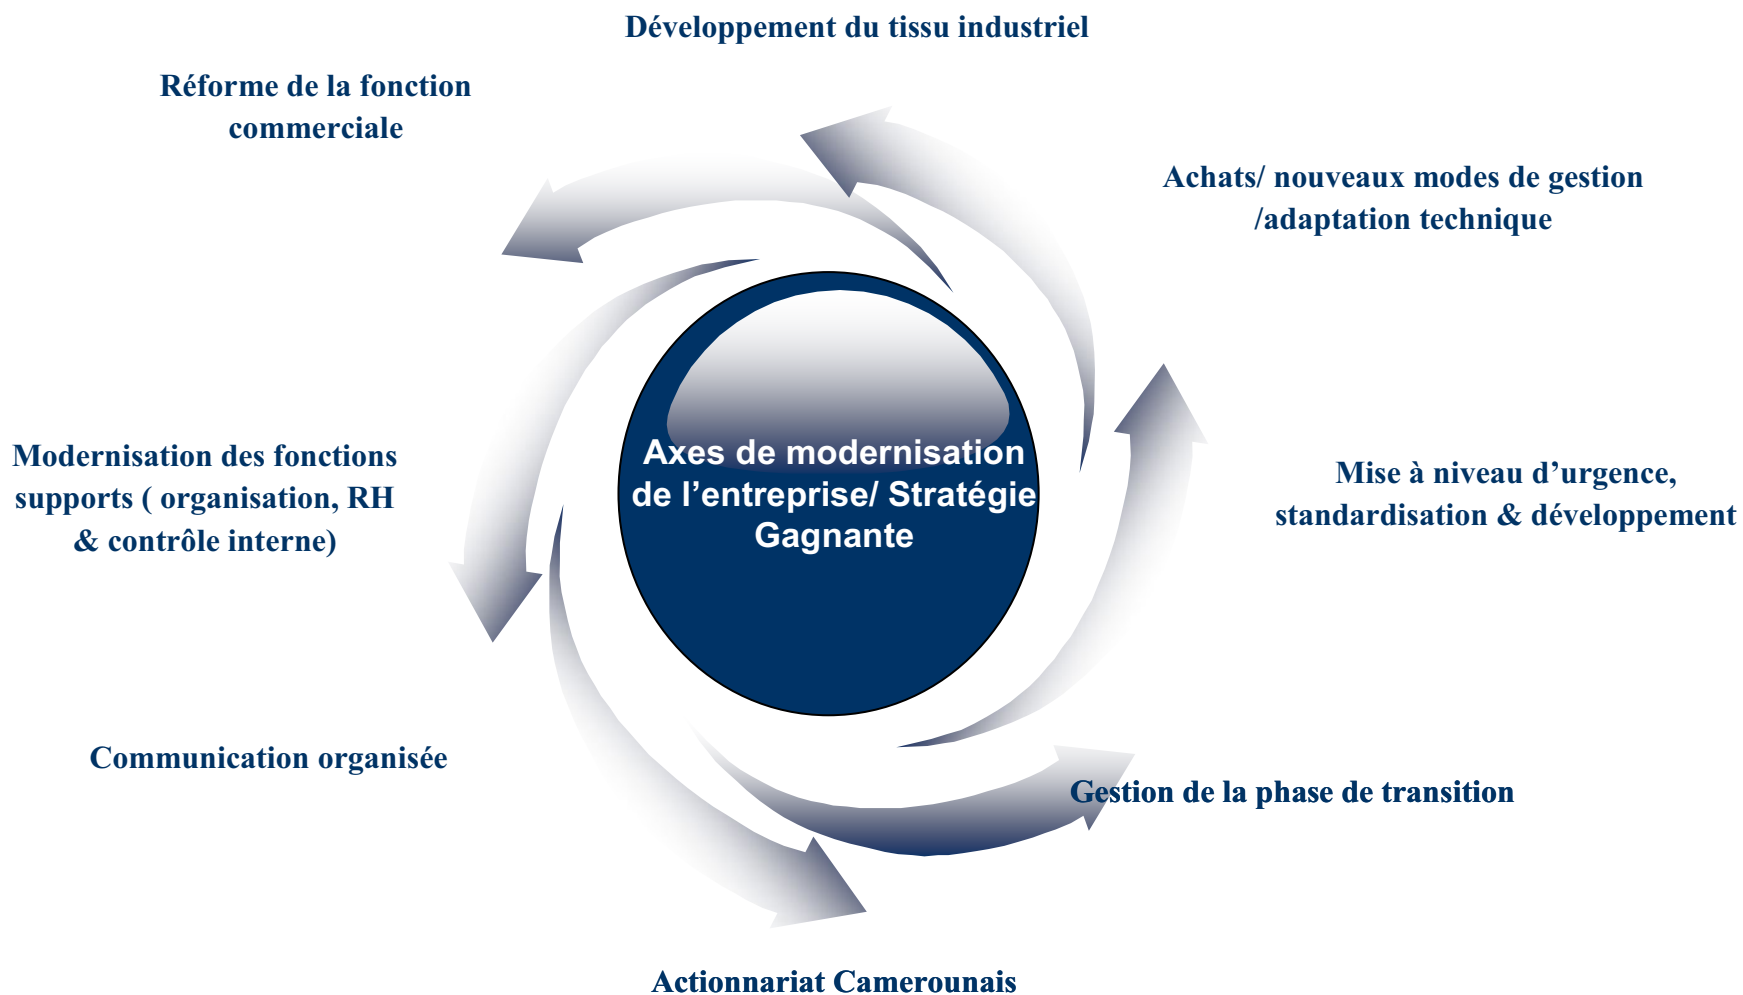 Développement du tissu industriel
Réforme de la fonction
commerciale
Achats/ nouveaux modes de gestion
/adaptation technique
Axes de modernisation
de l’entreprise/ Stratégie
Gagnante
Modernisation des fonctions
supports ( organisation, RH
& contrôle interne)
Mise à niveau d’urgence,
standardisation & développement
Communication organisée
Gestion de la phase de transition
Actionnariat Camerounais